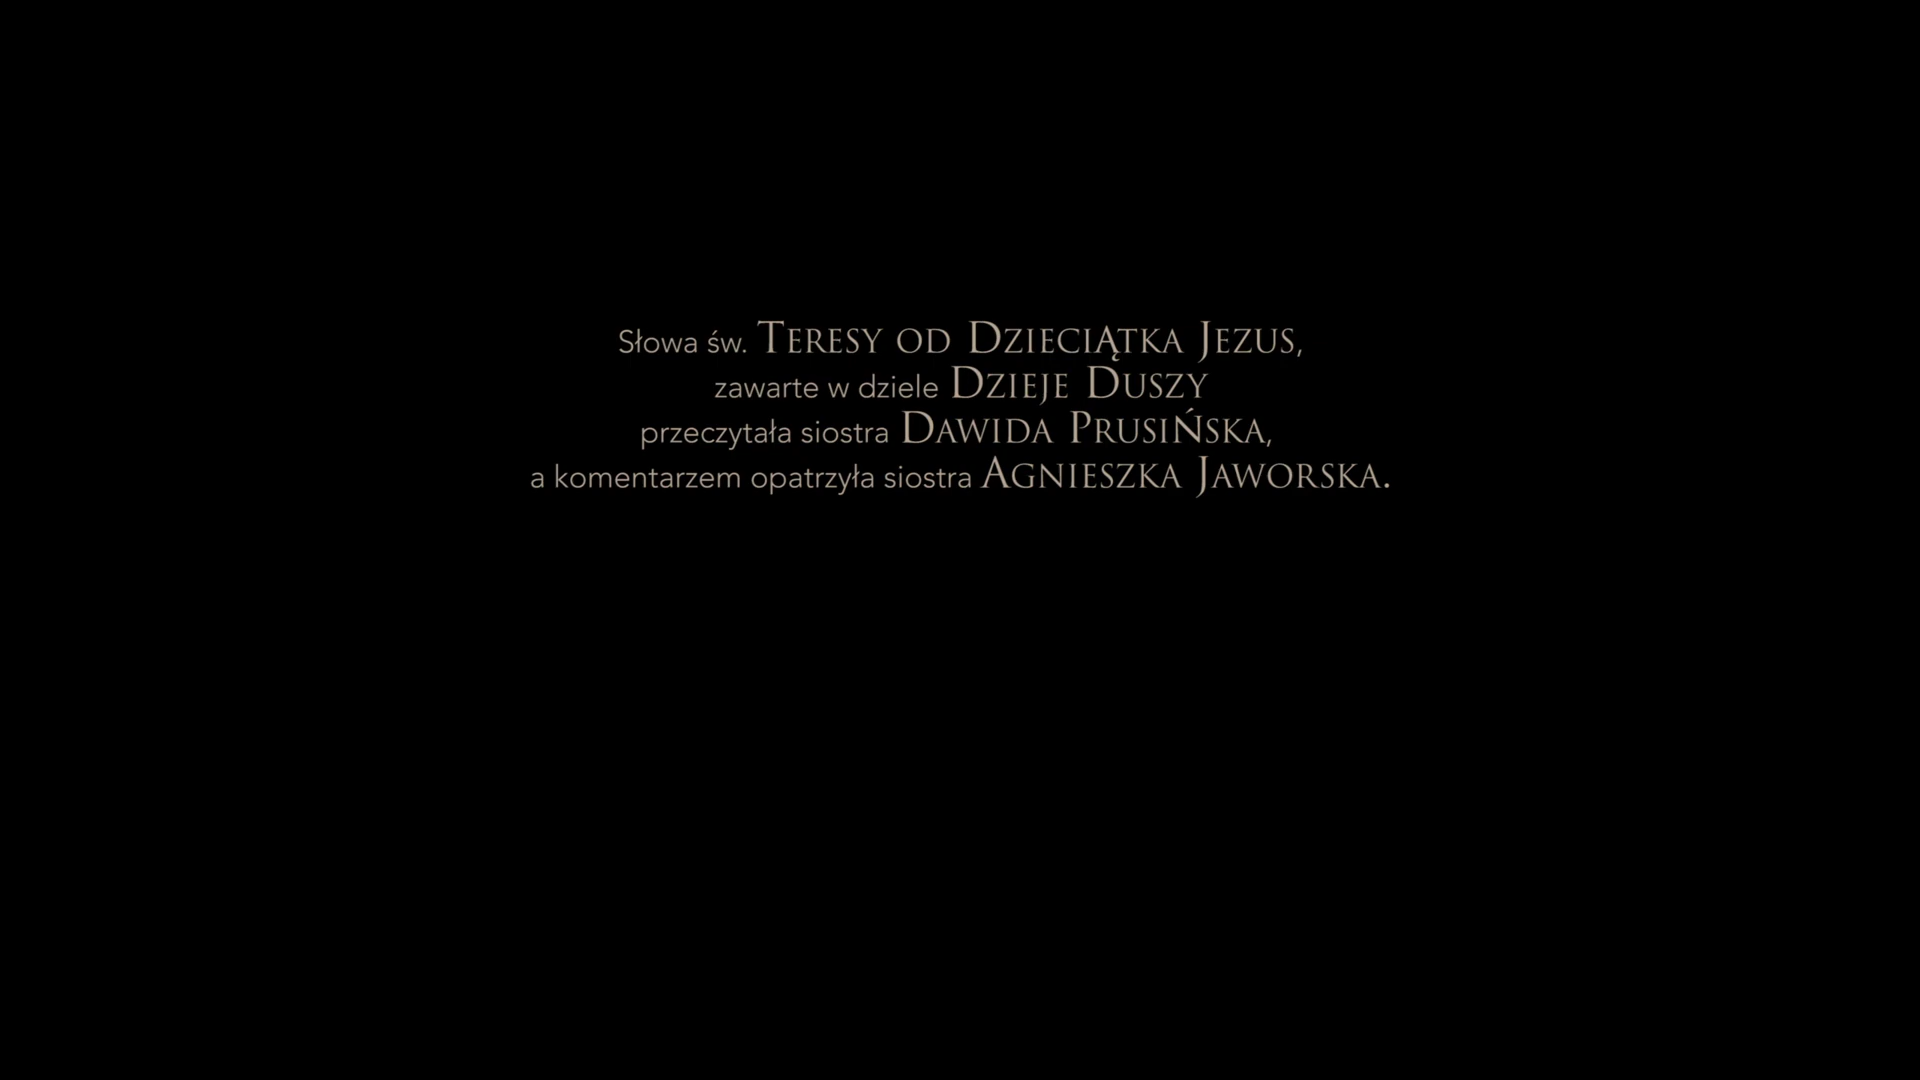 Słowa św. Teresy od Dzieciątka Jezus,
zawarte w dziele Dzieje Duszy
przeczytała siostra Dawida Prusińska,
a komentarzem opatrzyła siostra Agnieszka Jaworska.